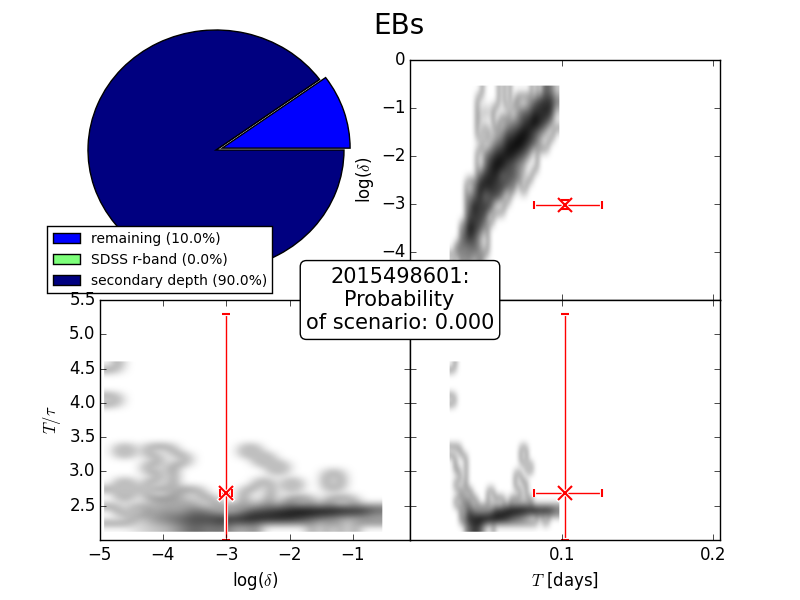 EBs
remaining (10.0%)
SDSS r-band (0.0%)
secondary depth (90.0%)
0
−1
−2
−3
−4
log(δ)
2015498601:
Probability
of scenario: 0.000
5.5
5.0
4.5
4.0
3.5
3.0
2.5
T/τ
−5 −4 −3 −2 −1
log(δ)
0.1 0.2
T [days]